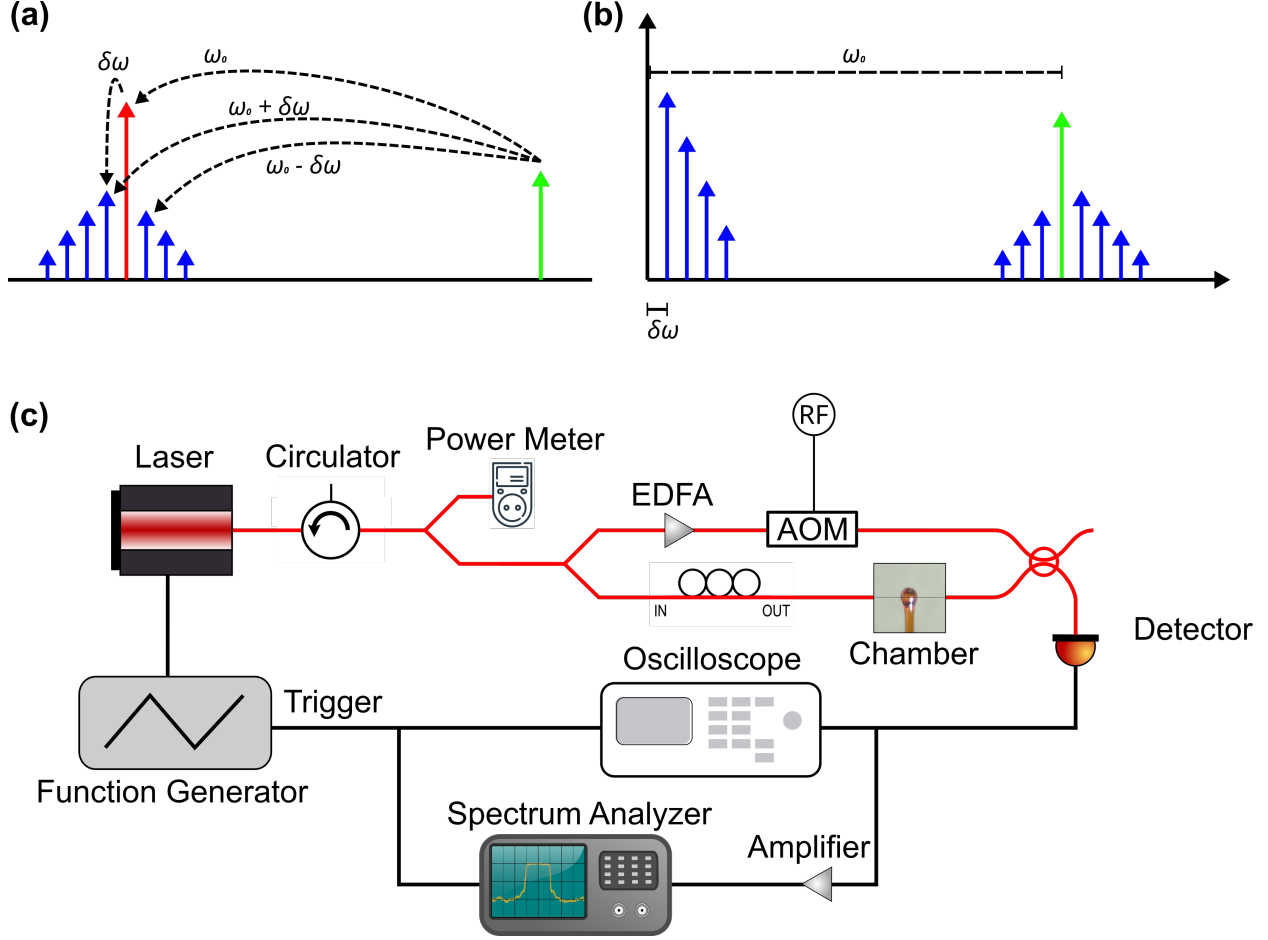 (a)
δω
ω₀
ω₀ + δω
ω₀ - δω
(b)
ω₀
δω
(c)
RF
Power Meter
Laser
Circulator
EDFA
AOM
IN
OUT
Chamber
Detector
Oscilloscope
Trigger
Function Generator
Spectrum Analyzer
Amplifier